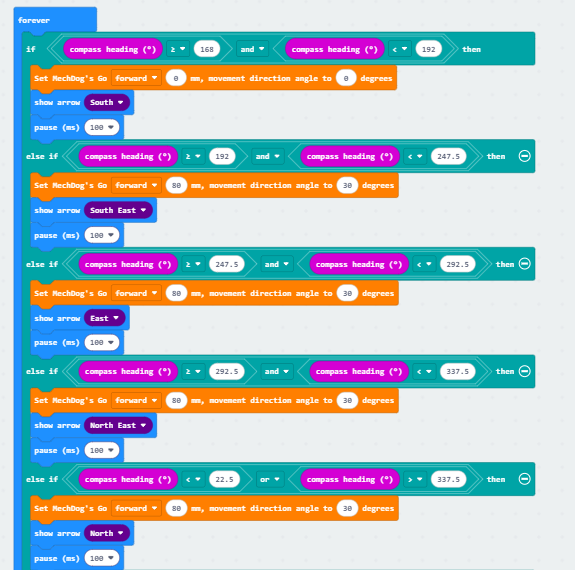 forever
if compass heading (°) ≥ 168 and compass heading (°) < 192 then
Set MechDog's Go forward 0 mm, movement direction angle to 0 degrees
show arrow South
pause (ms) 100
else if compass heading (°) ≥ 192 and compass heading (°) < 247.5 then
Set MechDog's Go forward 80 mm, movement direction angle to 30 degrees
show arrow South East
pause (ms) 100
else if compass heading (°) ≥ 247.5 and compass heading (°) < 292.5 then
Set MechDog's Go forward 80 mm, movement direction angle to 30 degrees
show arrow East
pause (ms) 100
else if compass heading (°) ≥ 292.5 and compass heading (°) < 337.5 then
Set MechDog's Go forward 80 mm, movement direction angle to 30 degrees
show arrow North East
pause (ms) 100
else if compass heading (°) < 22.5 or compass heading (°) > 337.5 then
Set MechDog's Go forward 80 mm, movement direction angle to 30 degrees
show arrow North
pause (ms) 100